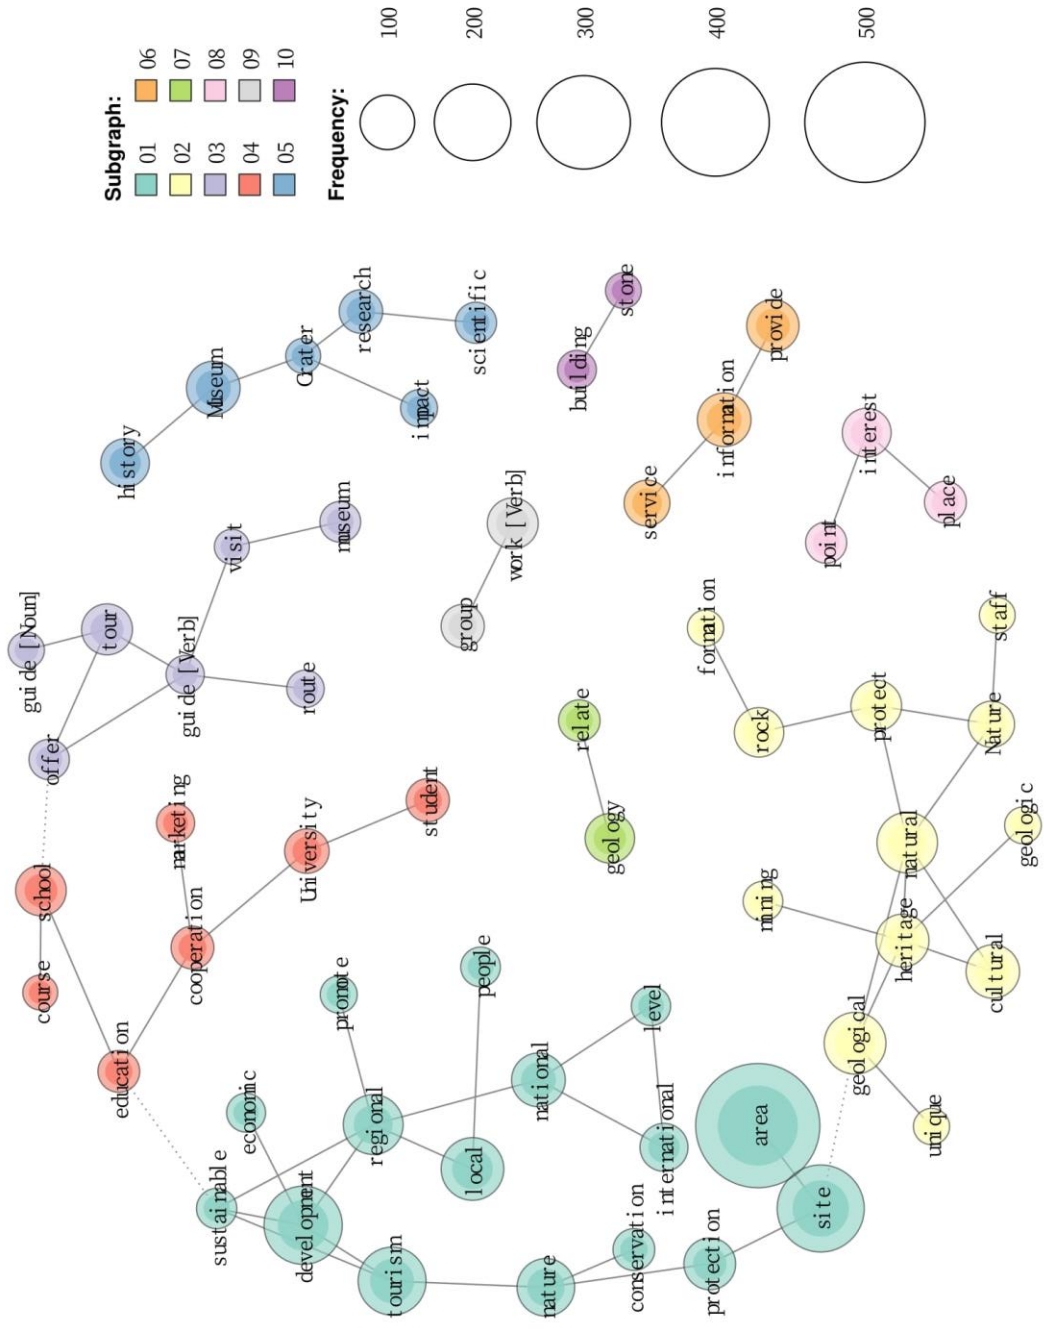 Subgraph:
01
02
03
04
05
06
07
08
09
10
Frequency:
100
200
300
400
500
guide [Noun]
tour
offer
guide [Verb]
visit
museum
route
history
Museum
Crater
research
scientific
impact
building
stone
group
work [Verb]
service
information
provide
point
interest
place
relate
geology
school
course
education
marketing
cooperation
University
student
sustainable
economic
development
tourism
promote
regional
local
people
national
level
international
nature
conservation
protection
area
site
formation
rock
protect
Nature
staff
natural
mining
heritage
geologic
cultural
geological
unique